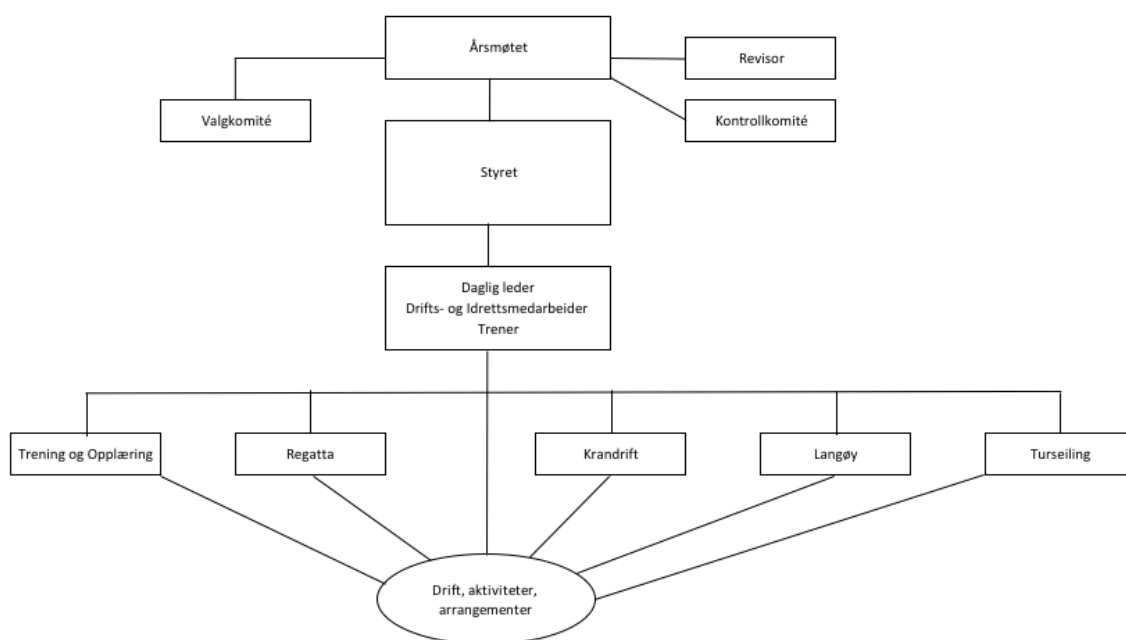 Årsmøtet
Revisor
Valgkomité
Kontrollkomité
Styret
Daglig leder
Drifts- og Idrettsmedarbeider
Trener
Trening og Opplæring
Regatta
Krandrift
Langøy
Turseiling
Drift, aktiviteter,
arrangementer